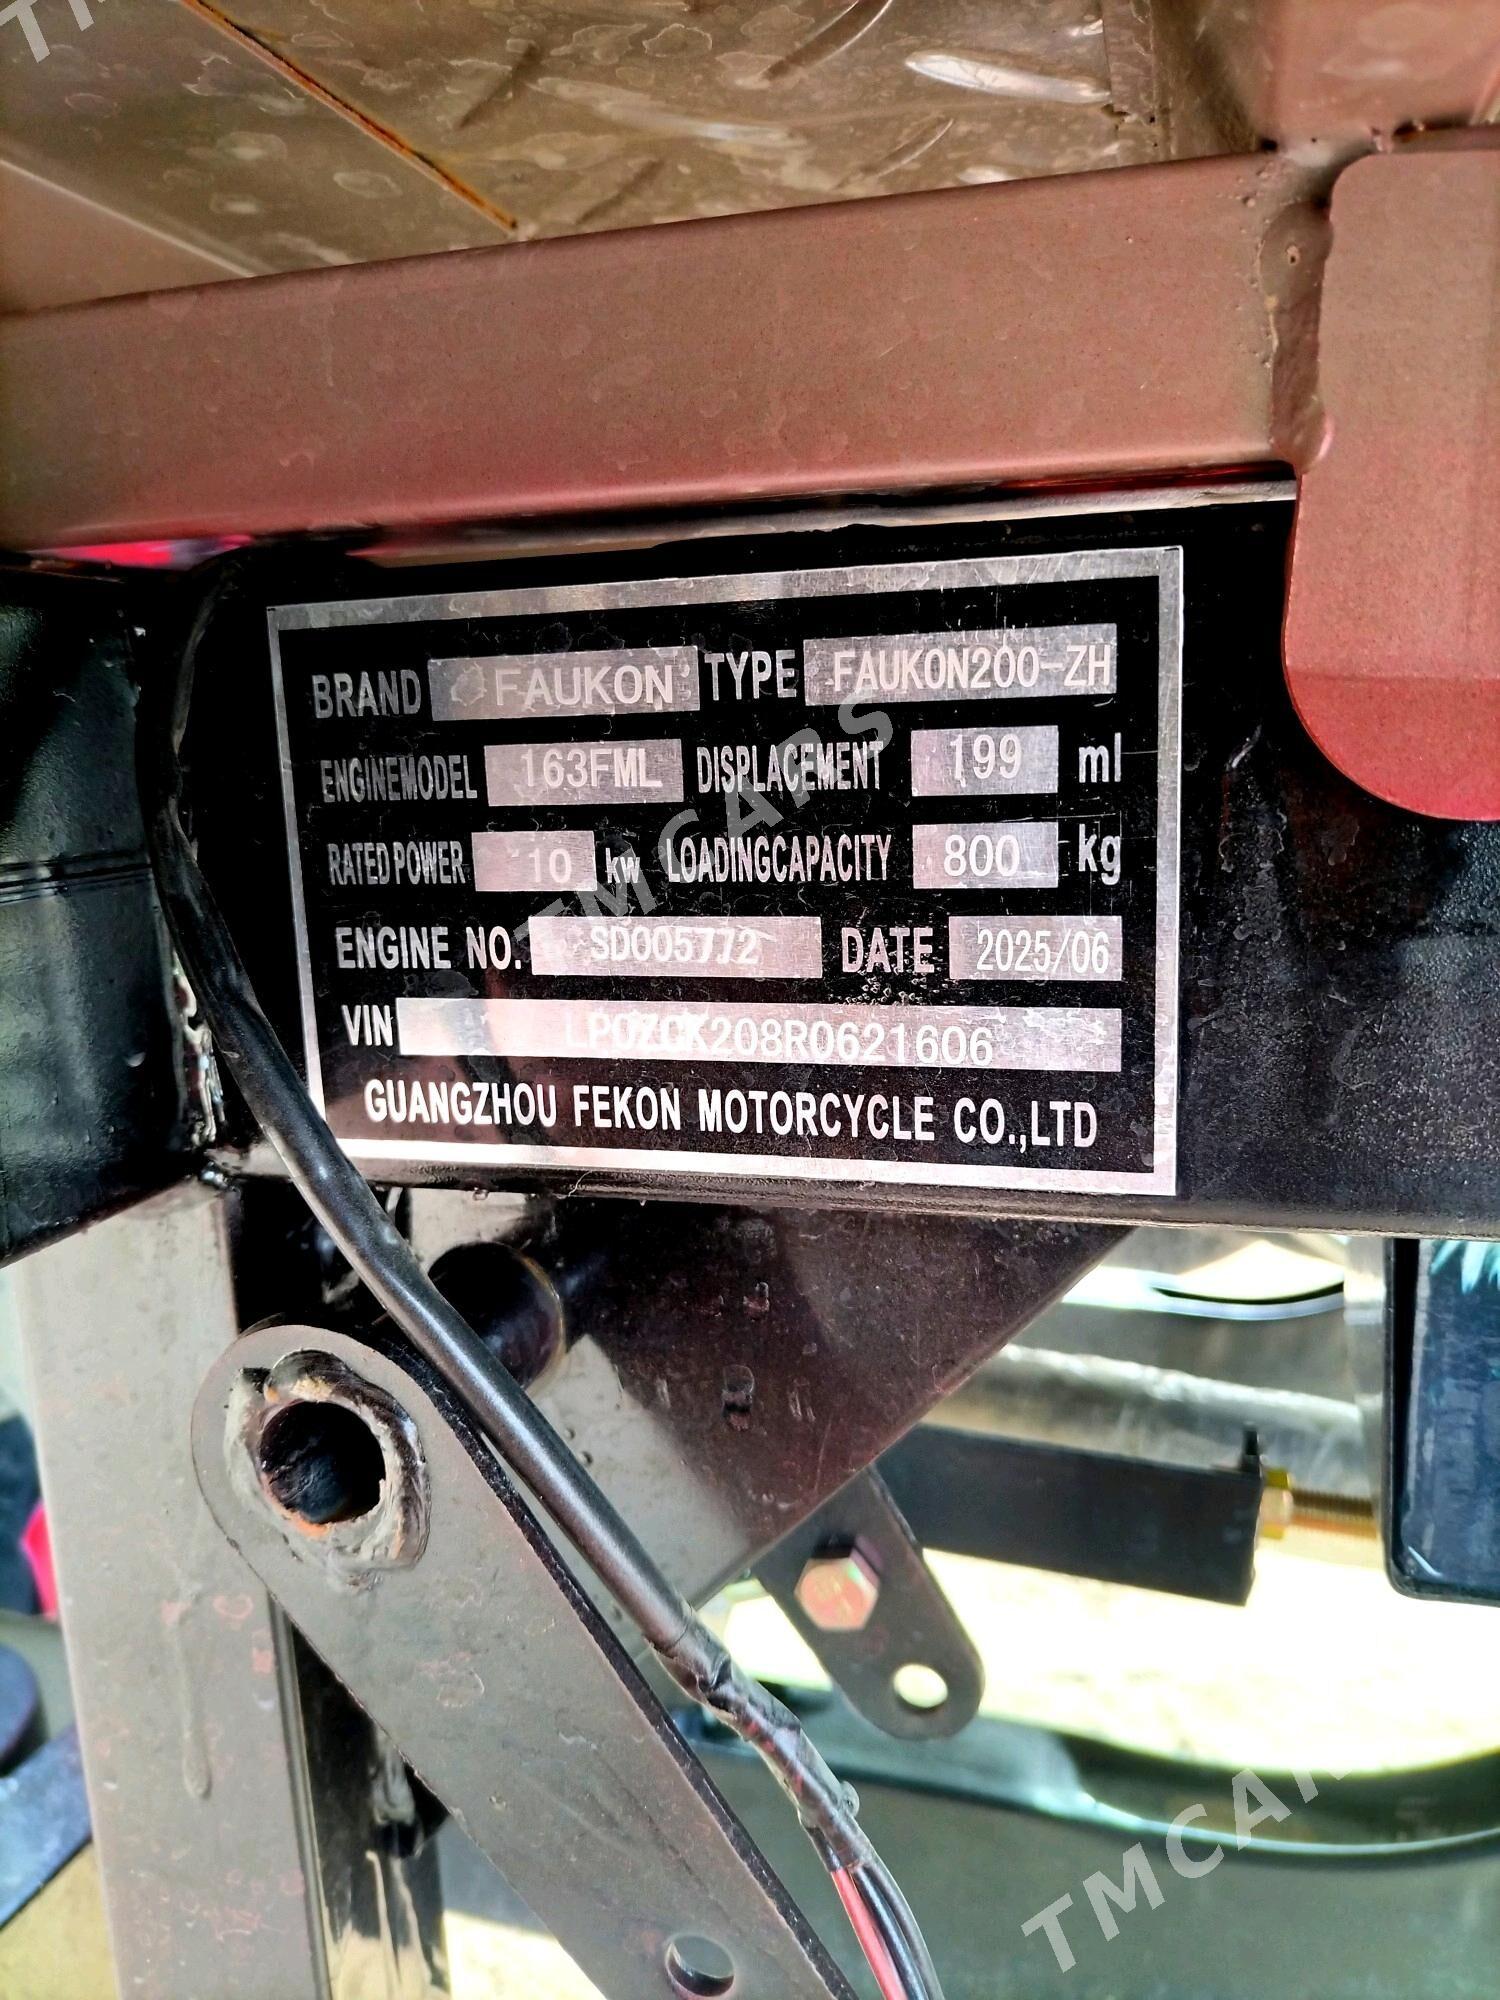 BRAND FAUKON TYPE FAUKON200-ZH
ENGINEMODEL 163FML DISPLACEMENT 199 ml
RATED POWER 10 kw LOADINGCAPACITY 800 kg
ENGINE NO. SD005772 DATE 2025/06
VIN LP0ZCK208R0621606
GUANGZHOU FEKON MOTORCYCLE CO.,LTD
TMCARS
TMCARS